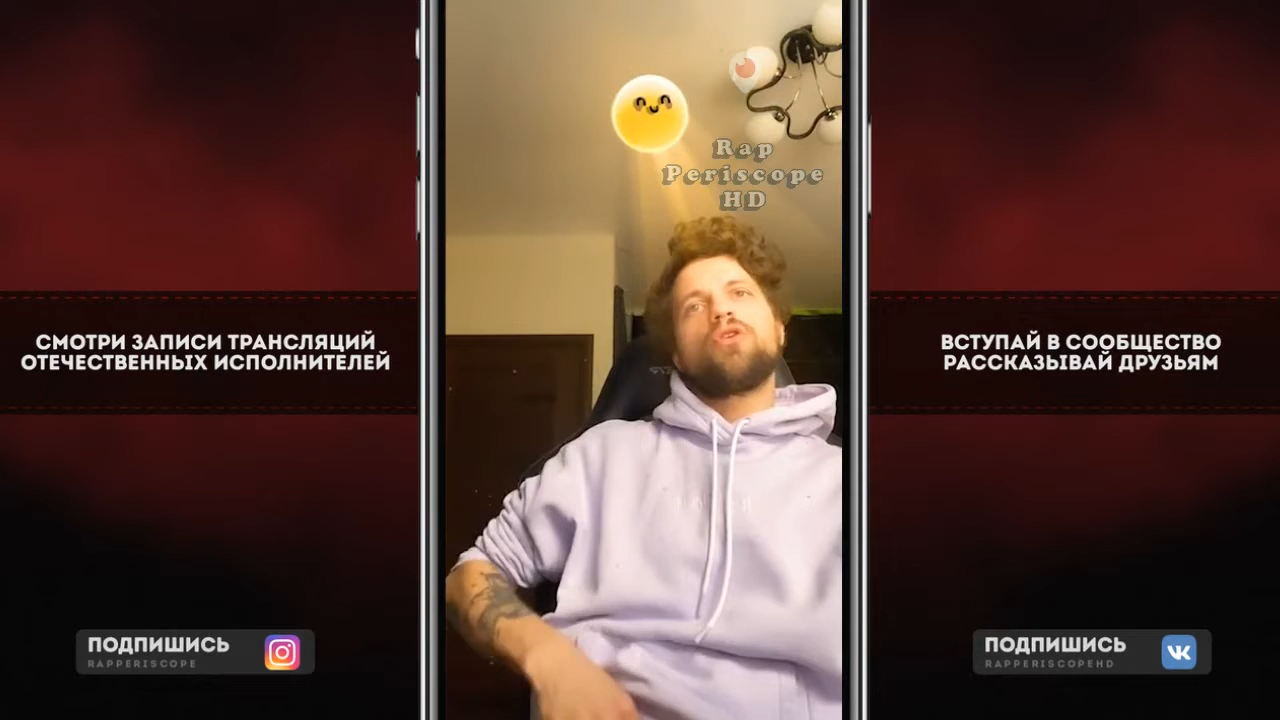 Rap
Periscope
HD
СМОТРИ ЗАПИСИ ТРАНСЛЯЦИЙ
ОТЕЧЕСТВЕННЫХ ИСПОЛНИТЕЛЕЙ
ВСТУПАЙ В СООБЩЕСТВО
РАССКАЗЫВАЙ ДРУЗЬЯМ
ПОДПИШИСЬ
RAPPERISCOPE
ПОДПИШИСЬ
RAPPERISCOPEHD